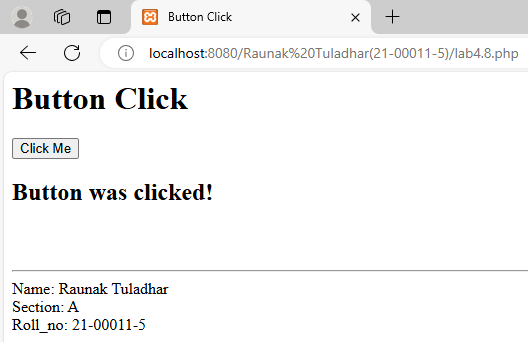 Button Click
localhost:8080/Raunak%20Tuladhar(21-00011-5)/lab4.8.php
Button Click
Click Me
Button was clicked!
Name: Raunak Tuladhar
Section: A
Roll_no: 21-00011-5